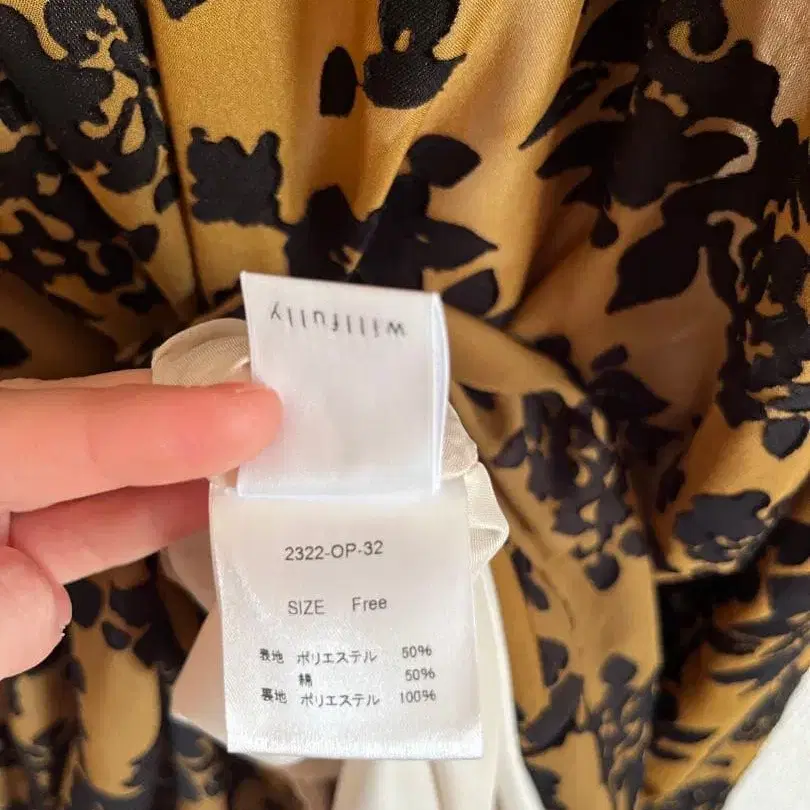 willfully
2322-OP-32
SIZE Free
表地 ポリエステル 50%
綿 50%
裏地 ポリエステル 100%